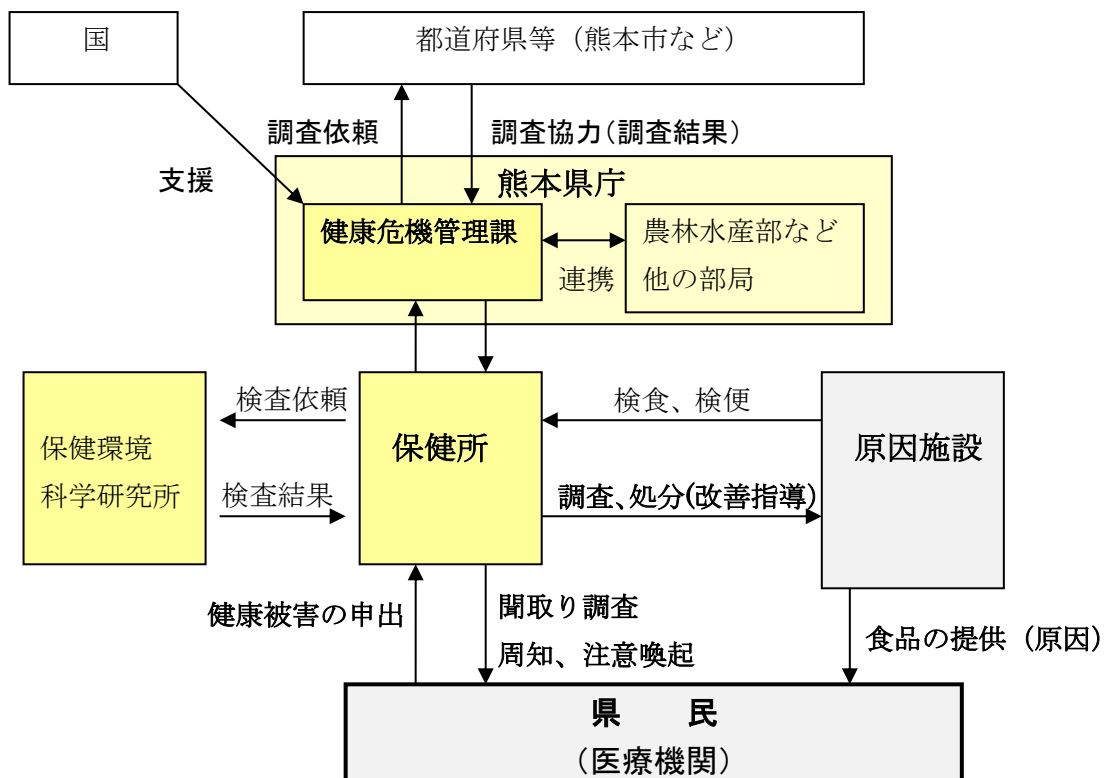 国
都道府県等（熊本市など）
調査依頼
調査協力（調査結果）
支援
熊本県庁
健康危機管理課
連携
農林水産部など
他の部局
保健環境
科学研究所
検査依頼
検査結果
保健所
検食、検便
調査、処分(改善指導)
原因施設
健康被害の申出
聞取り調査
周知、注意喚起
食品の提供（原因）
県　　民
（医療機関）